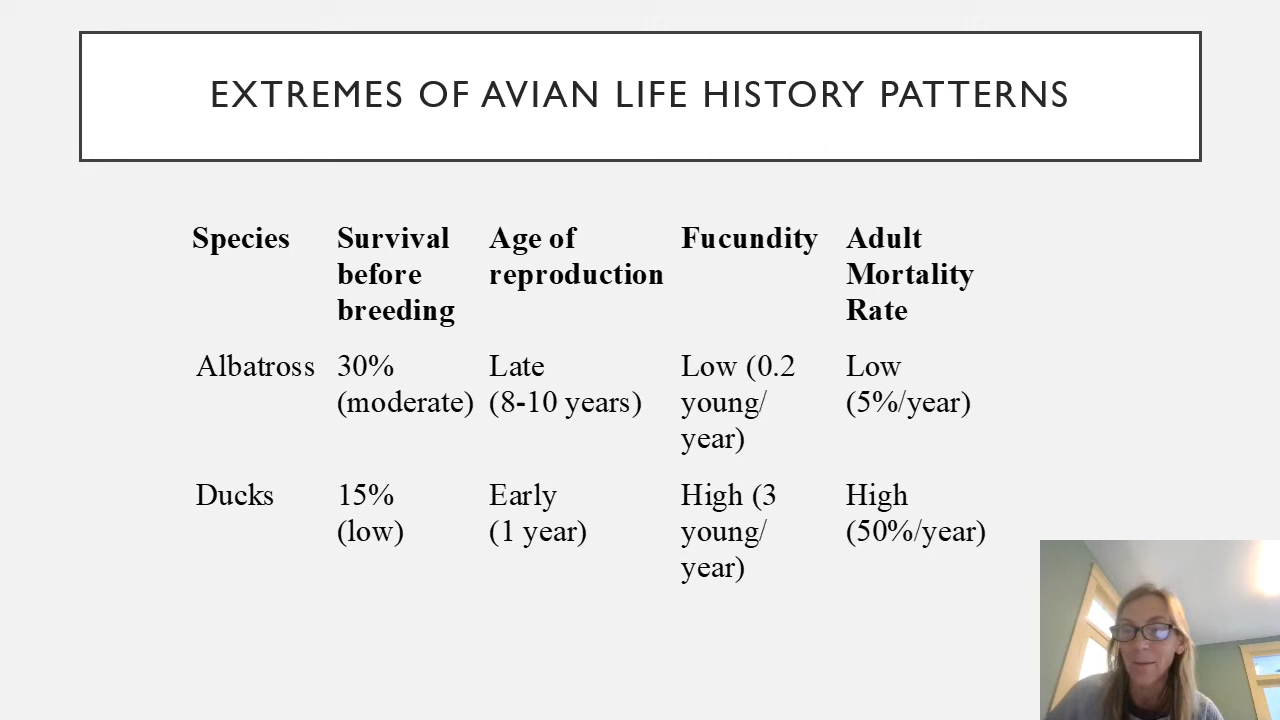 EXTREMES OF AVIAN LIFE HISTORY PATTERNS
Species Survival before breeding Age of reproduction Fucundity Adult Mortality Rate
Albatross 30% (moderate) Late (8-10 years) Low (0.2 young/ year) Low (5%/year)
Ducks 15% (low) Early (1 year) High (3 young/ year) High (50%/year)